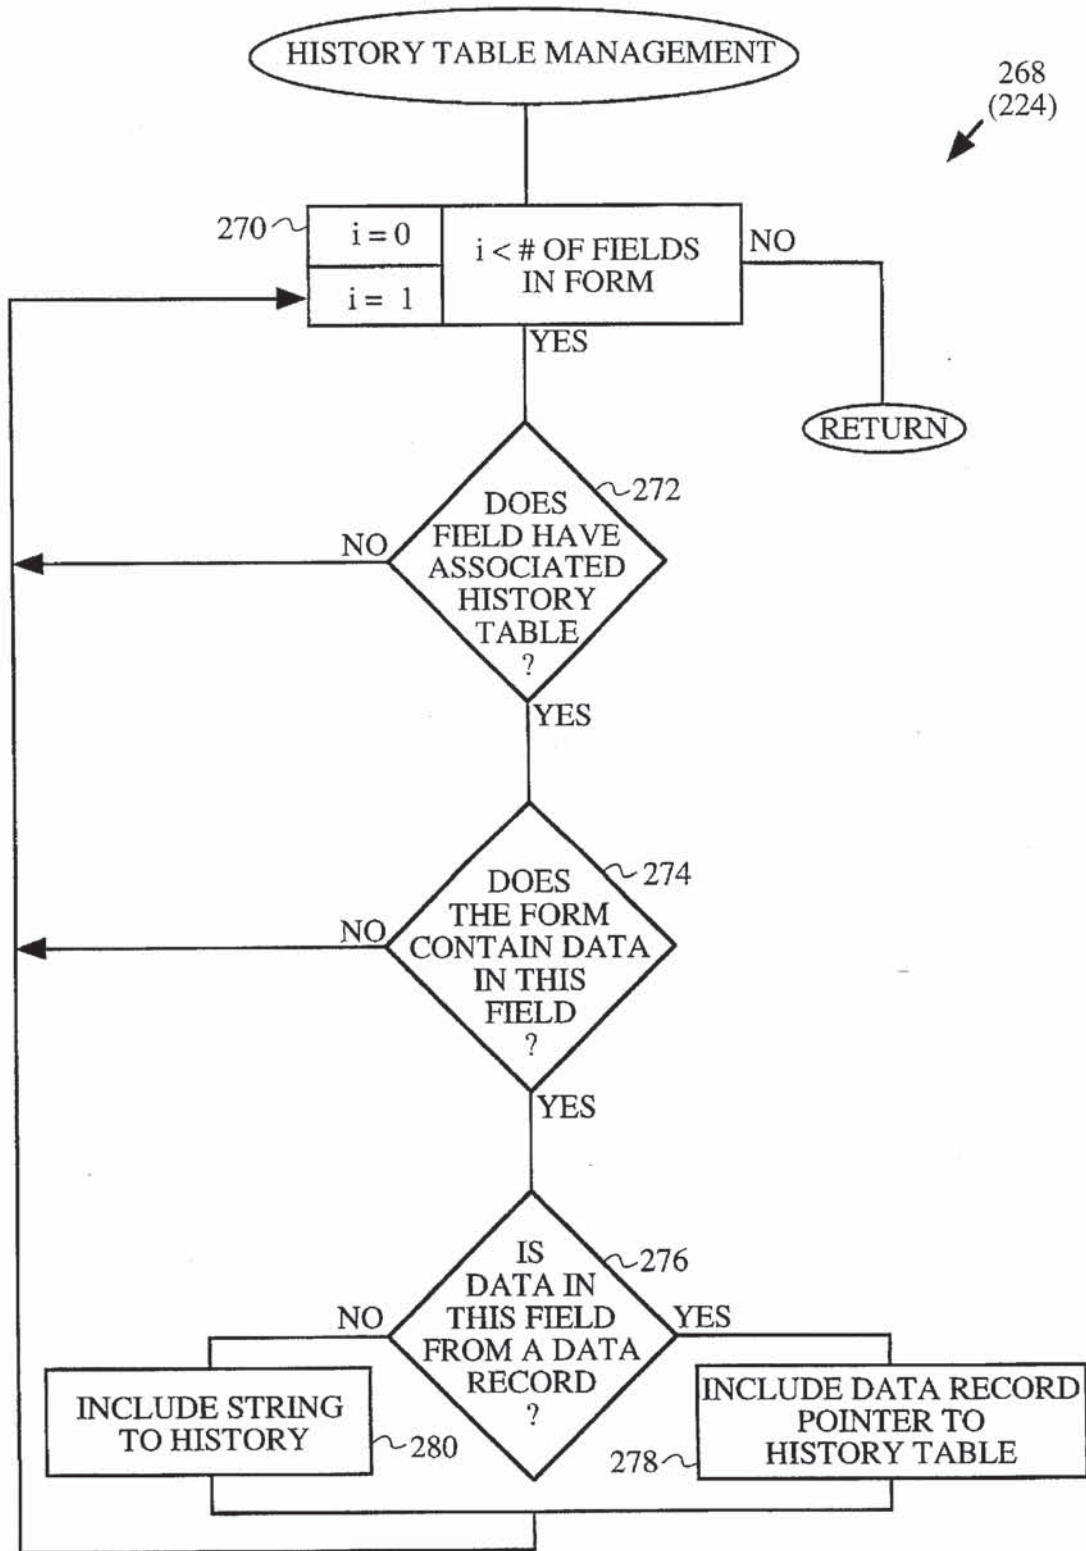 HISTORY TABLE MANAGEMENT
268
(224)
270
i = 0
i = 1
i < # OF FIELDS
IN FORM
NO
YES
RETURN
272
DOES
FIELD HAVE
ASSOCIATED
HISTORY
TABLE
?
NO
YES
274
DOES
THE FORM
CONTAIN DATA
IN THIS
FIELD
?
NO
YES
276
IS
DATA IN
THIS FIELD
FROM A DATA
RECORD
?
NO
YES
INCLUDE STRING
TO HISTORY
280
INCLUDE DATA RECORD
POINTER TO
HISTORY TABLE
278